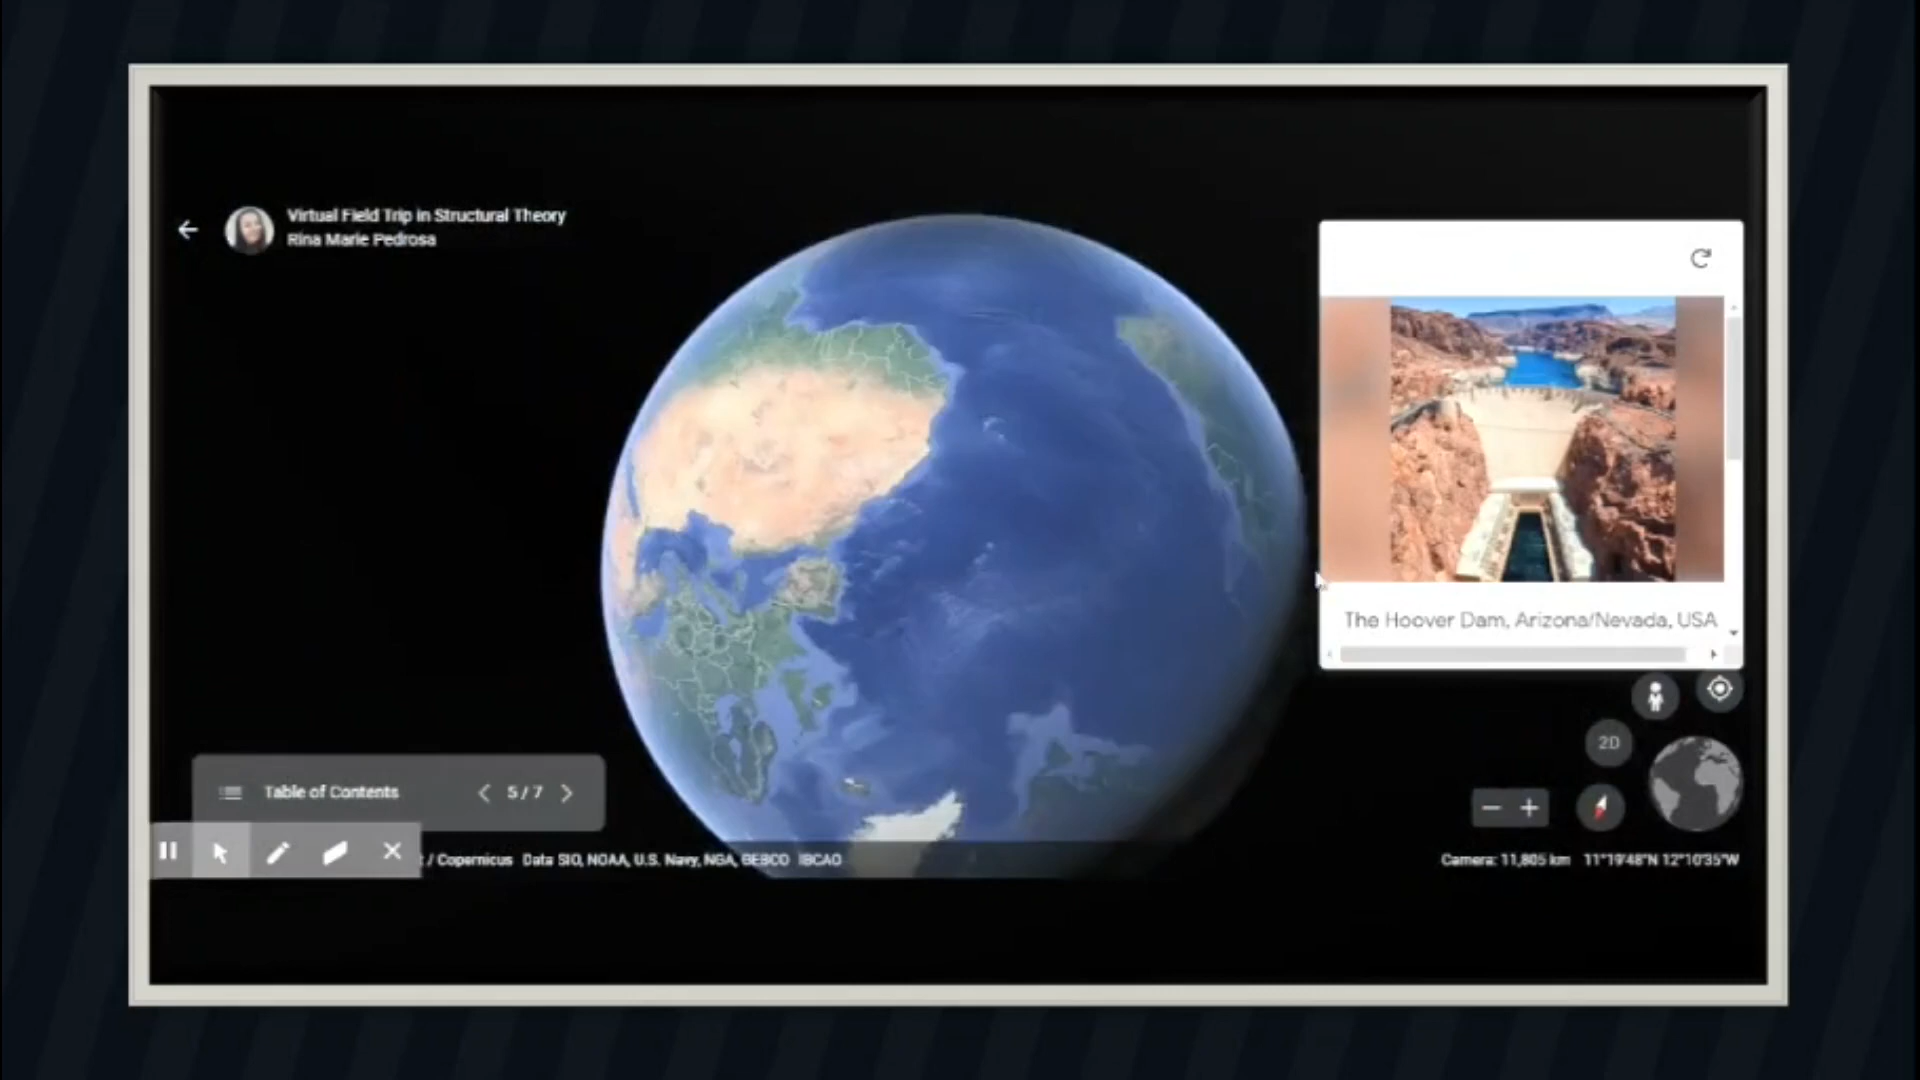 Virtual Field Trip in Structural Theory
Rina Marie Pedrosa
The Hoover Dam, Arizona/Nevada, USA
2D
Table of Contents
5 / 7
/ Copernicus Data SIO, NOAA, U.S. Navy, NGA, GEBCO IBCAO
Camera: 11,805 km 11°19'48"N 12°10'35"W